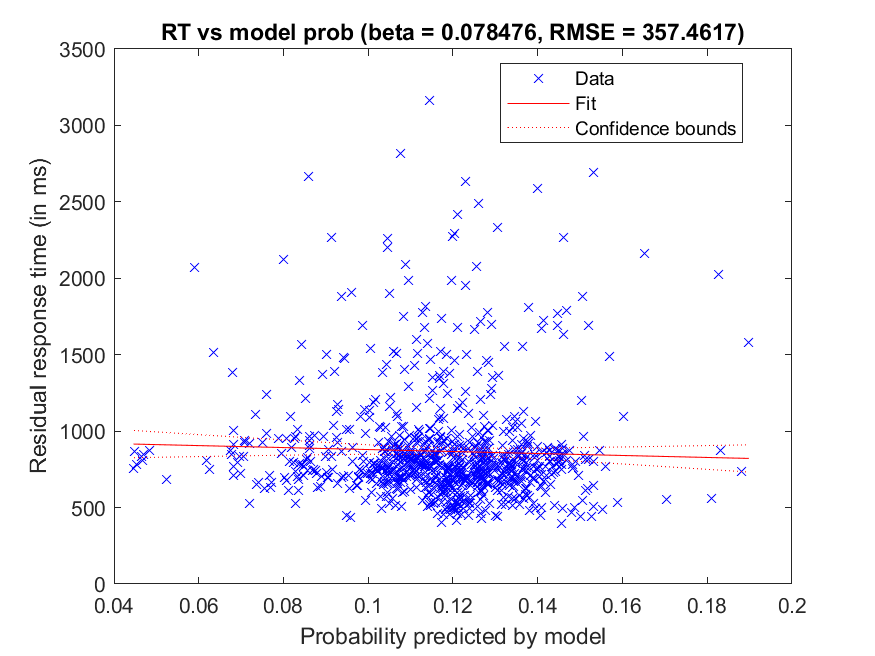 RT vs model prob (beta = 0.078476, RMSE = 357.4617)
Data
Fit
Confidence bounds
Residual response time (in ms)
3500
3000
2500
2000
1500
1000
500
0
0.04 0.06 0.08 0.1 0.12 0.14 0.16 0.18 0.2
Probability predicted by model